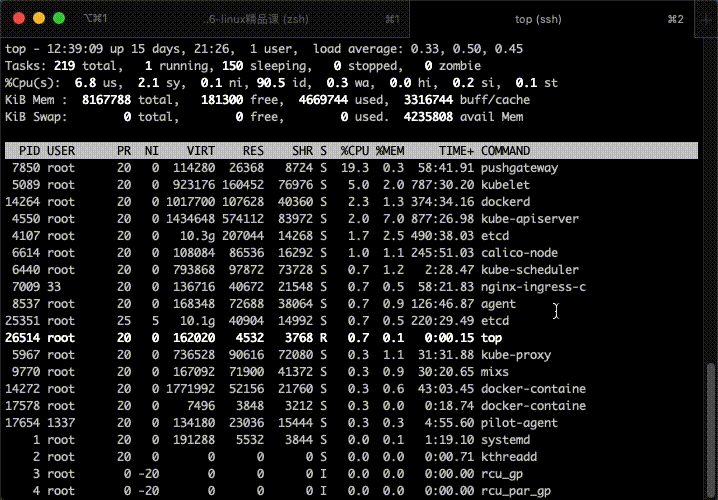 ⌥⌘1 ..6-linux精品课 (zsh) ⌘1 top (ssh) ⌘2
top - 12:39:09 up 15 days, 21:26,  1 user,  load average: 0.33, 0.50, 0.45
Tasks: 219 total,   1 running, 150 sleeping,   0 stopped,   0 zombie
%Cpu(s):  6.8 us,  2.1 sy,  0.1 ni, 90.5 id,  0.3 wa,  0.0 hi,  0.2 si,  0.1 st
KiB Mem :  8167788 total,   181300 free,  4669744 used,  3316744 buff/cache
KiB Swap:        0 total,        0 free,        0 used.  4235808 avail Mem
PID USER PR NI VIRT RES SHR S %CPU %MEM TIME+ COMMAND
7850 root 20 0 114280 26368 8724 S 19.3 0.3 58:41.91 pushgateway
5089 root 20 0 923176 160452 76976 S 5.0 2.0 787:30.20 kubelet
14264 root 20 0 1017700 107628 40360 S 2.3 1.3 374:34.16 dockerd
4550 root 20 0 1434648 574112 83972 S 2.0 7.0 877:26.98 kube-apiserver
4107 root 20 0 10.3g 207044 14268 S 1.7 2.5 490:38.03 etcd
6614 root 20 0 108084 86536 16292 S 1.0 1.1 245:51.03 calico-node
6440 root 20 0 793868 97872 73728 S 0.7 1.2 2:28.47 kube-scheduler
7009 33 20 0 136716 40672 21548 S 0.7 0.5 58:21.83 nginx-ingress-c
8537 root 20 0 168348 72688 38064 S 0.7 0.9 126:46.87 agent
25351 root 25 5 10.1g 40904 14992 S 0.7 0.5 220:29.49 etcd
26514 root 20 0 162020 4532 3768 R 0.7 0.1 0:00.15 top
5967 root 20 0 736528 90616 72080 S 0.3 1.1 31:31.88 kube-proxy
9770 root 20 0 167092 71900 41372 S 0.3 0.9 30:20.65 mixs
14272 root 20 0 1771992 52156 21760 S 0.3 0.6 43:03.45 docker-containe
17578 root 20 0 7496 3848 3212 S 0.3 0.0 0:18.74 docker-containe
17654 1337 20 0 134180 23036 15444 S 0.3 0.3 4:55.60 pilot-agent
1 root 20 0 191288 5532 3844 S 0.0 0.1 1:19.10 systemd
2 root 20 0 0 0 0 S 0.0 0.0 0:00.71 kthreadd
3 root 0 -20 0 0 0 I 0.0 0.0 0:00.00 rcu_gp
4 root 0 -20 0 0 0 I 0.0 0.0 0:00.00 rcu_par_gp